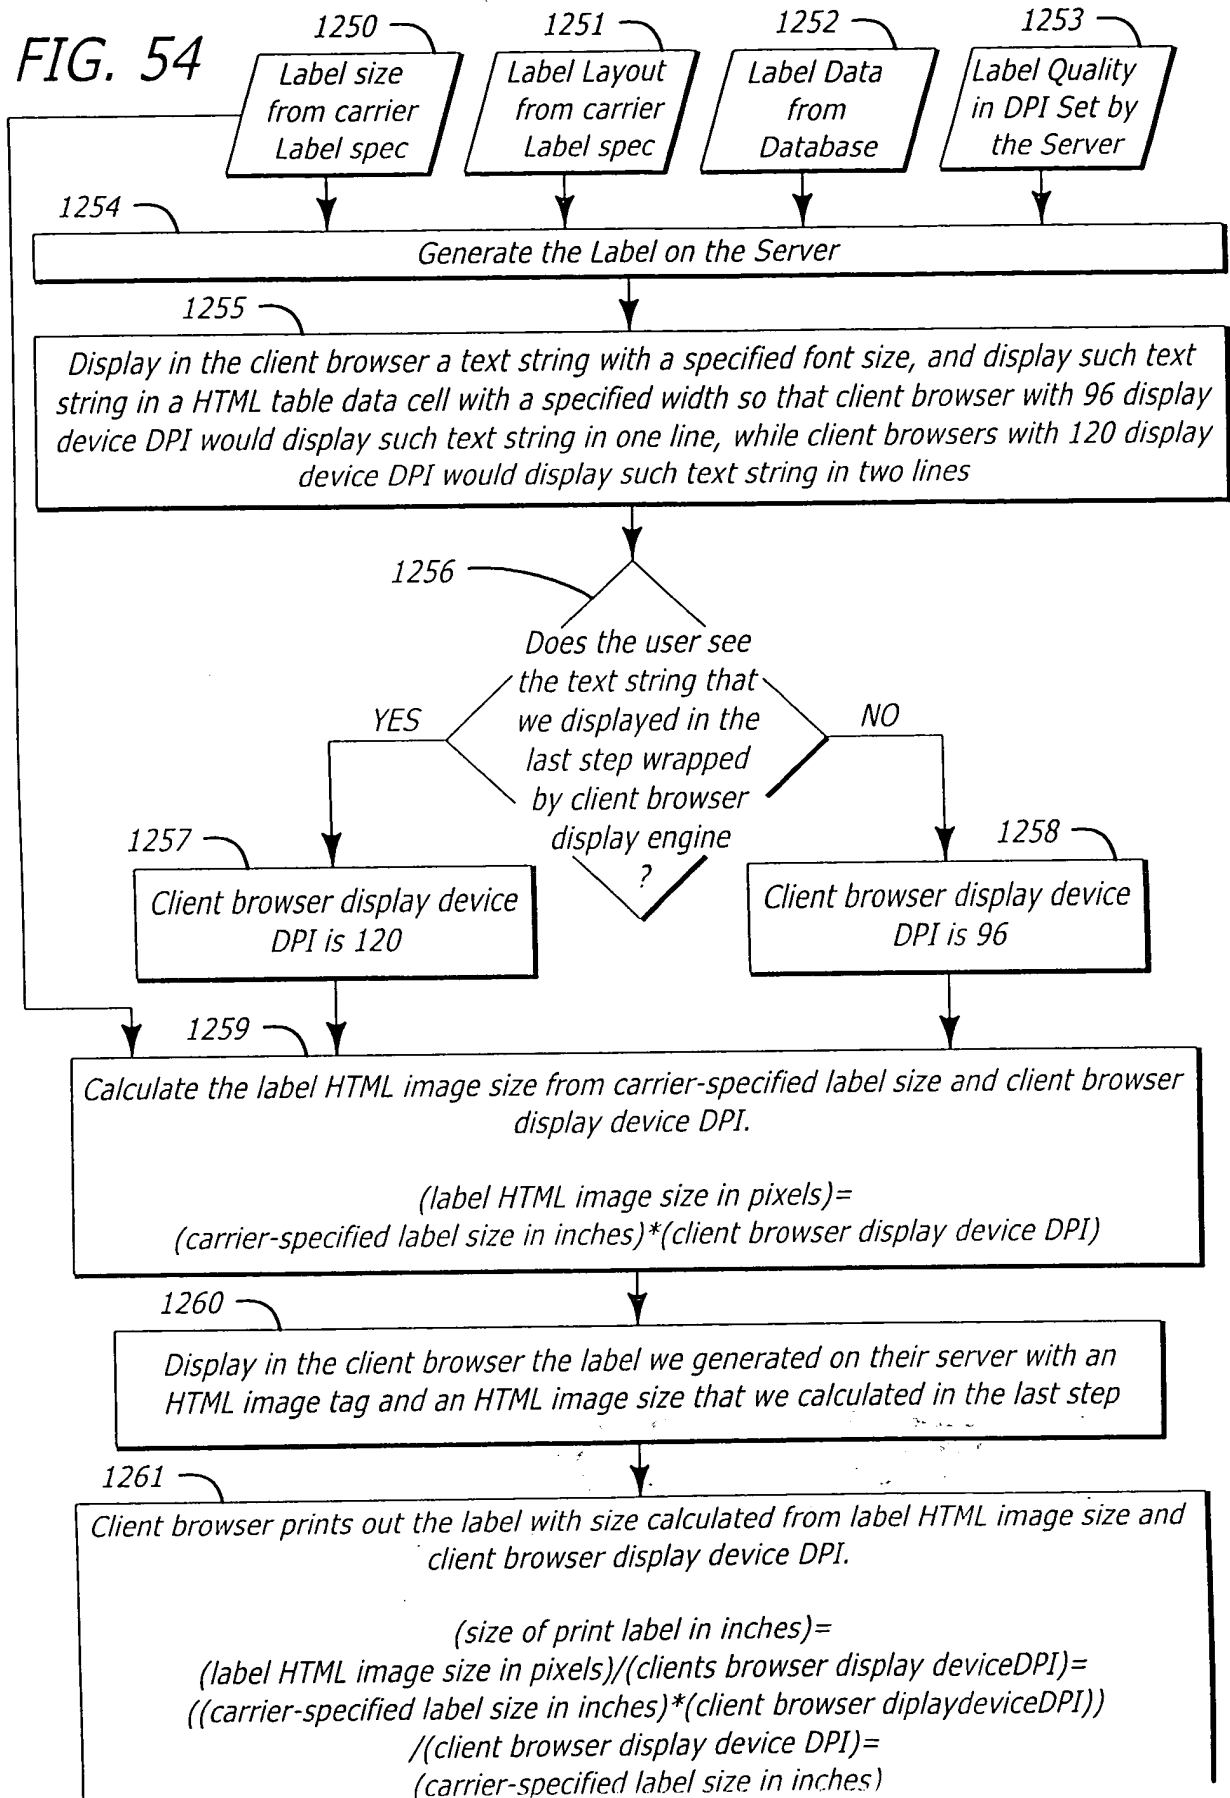 FIG. 54
1250
1251
1252
1253
Label size
from carrier
Label spec
Label Layout
from carrier
Label spec
Label Data
from
Database
Label Quality
in DPI Set by
the Server
1254
Generate the Label on the Server
1255
Display in the client browser a text string with a specified font size, and display such text
string in a HTML table data cell with a specified width so that client browser with 96 display
device DPI would display such text string in one line, while client browsers with 120 display
device DPI would display such text string in two lines
1256
Does the user see
the text string that
we displayed in the
last step wrapped
by client browser
display engine
?
YES
NO
1257
Client browser display device
DPI is 120
1258
Client browser display device
DPI is 96
1259
Calculate the label HTML image size from carrier-specified label size and client browser
display device DPI.
(label HTML image size in pixels)=
(carrier-specified label size in inches)*(client browser display device DPI)
1260
Display in the client browser the label we generated on their server with an
HTML image tag and an HTML image size that we calculated in the last step
1261
Client browser prints out the label with size calculated from label HTML image size and
client browser display device DPI.
(size of print label in inches)=
(label HTML image size in pixels)/(clients browser display deviceDPI)=
((carrier-specified label size in inches)*(client browser diplaydeviceDPI))
/(client browser display device DPI)=
(carrier-specified label size in inches)